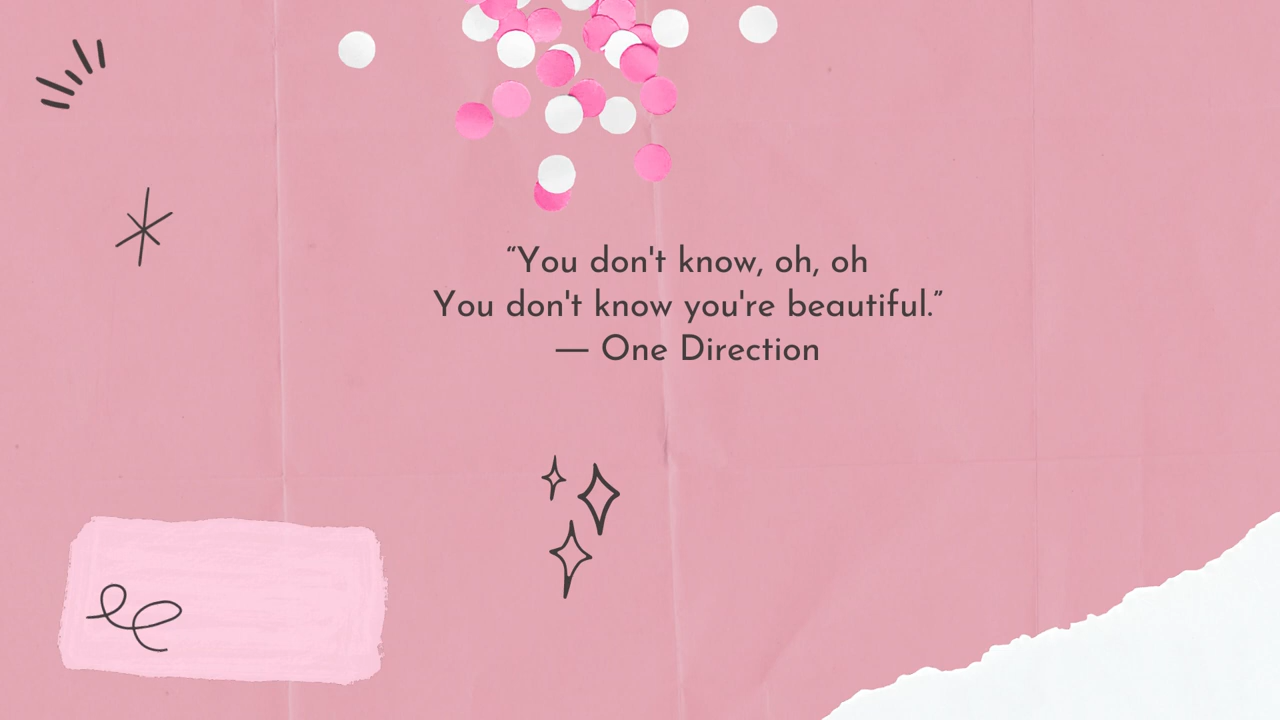 “You don't know, oh, oh
You don't know you're beautiful.”
— One Direction